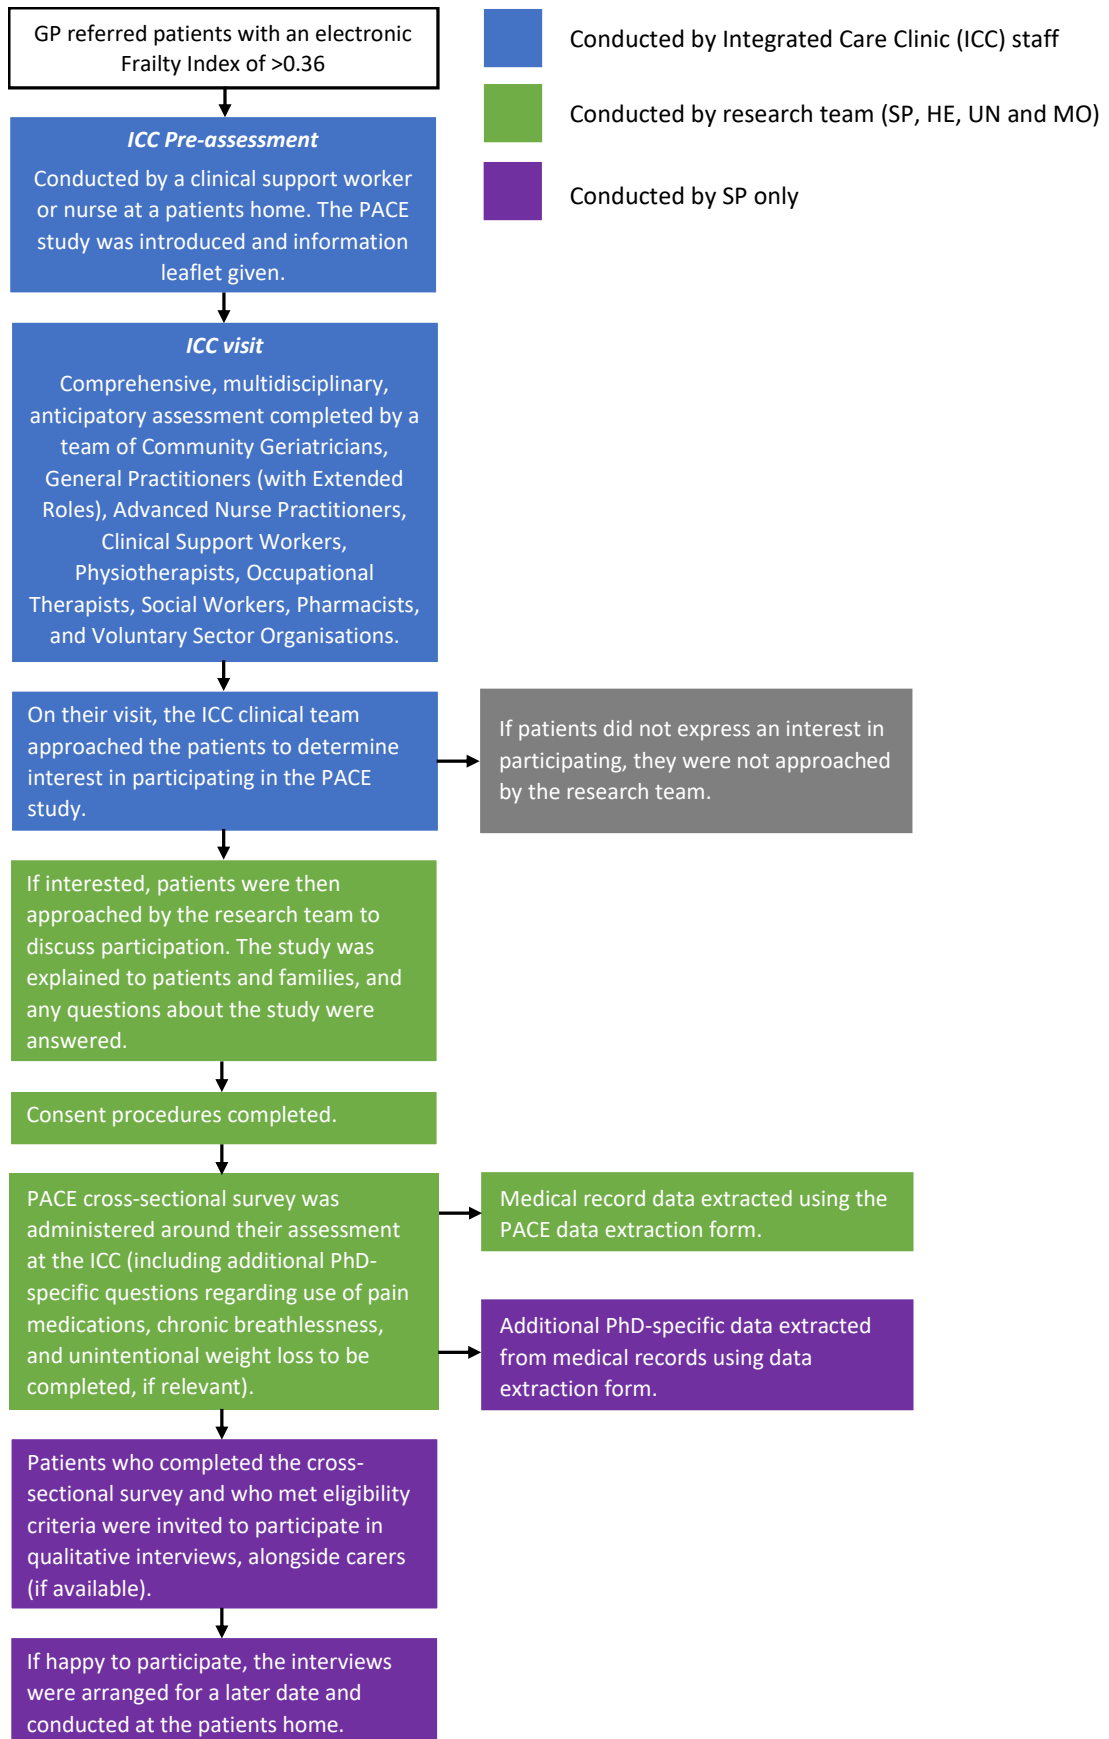 GP referred patients with an electronic
Frailty Index of >0.36
Conducted by Integrated Care Clinic (ICC) staff
Conducted by research team (SP, HE, UN and MO)
Conducted by SP only
ICC Pre-assessment
Conducted by a clinical support worker
or nurse at a patients home. The PACE
study was introduced and information
leaflet given.
ICC visit
Comprehensive, multidisciplinary,
anticipatory assessment completed by a
team of Community Geriatricians,
General Practitioners (with Extended
Roles), Advanced Nurse Practitioners,
Clinical Support Workers,
Physiotherapists, Occupational
Therapists, Social Workers, Pharmacists,
and Voluntary Sector Organisations.
On their visit, the ICC clinical team
approached the patients to determine
interest in participating in the PACE
study.
If patients did not express an interest in
participating, they were not approached
by the research team.
If interested, patients were then
approached by the research team to
discuss participation. The study was
explained to patients and families, and
any questions about the study were
answered.
Consent procedures completed.
PACE cross-sectional survey was
administered around their assessment
at the ICC (including additional PhD-
specific questions regarding use of pain
medications, chronic breathlessness,
and unintentional weight loss to be
completed, if relevant).
Medical record data extracted using the
PACE data extraction form.
Additional PhD-specific data extracted
from medical records using data
extraction form.
Patients who completed the cross-
sectional survey and who met eligibility
criteria were invited to participate in
qualitative interviews, alongside carers
(if available).
If happy to participate, the interviews
were arranged for a later date and
conducted at the patients home.